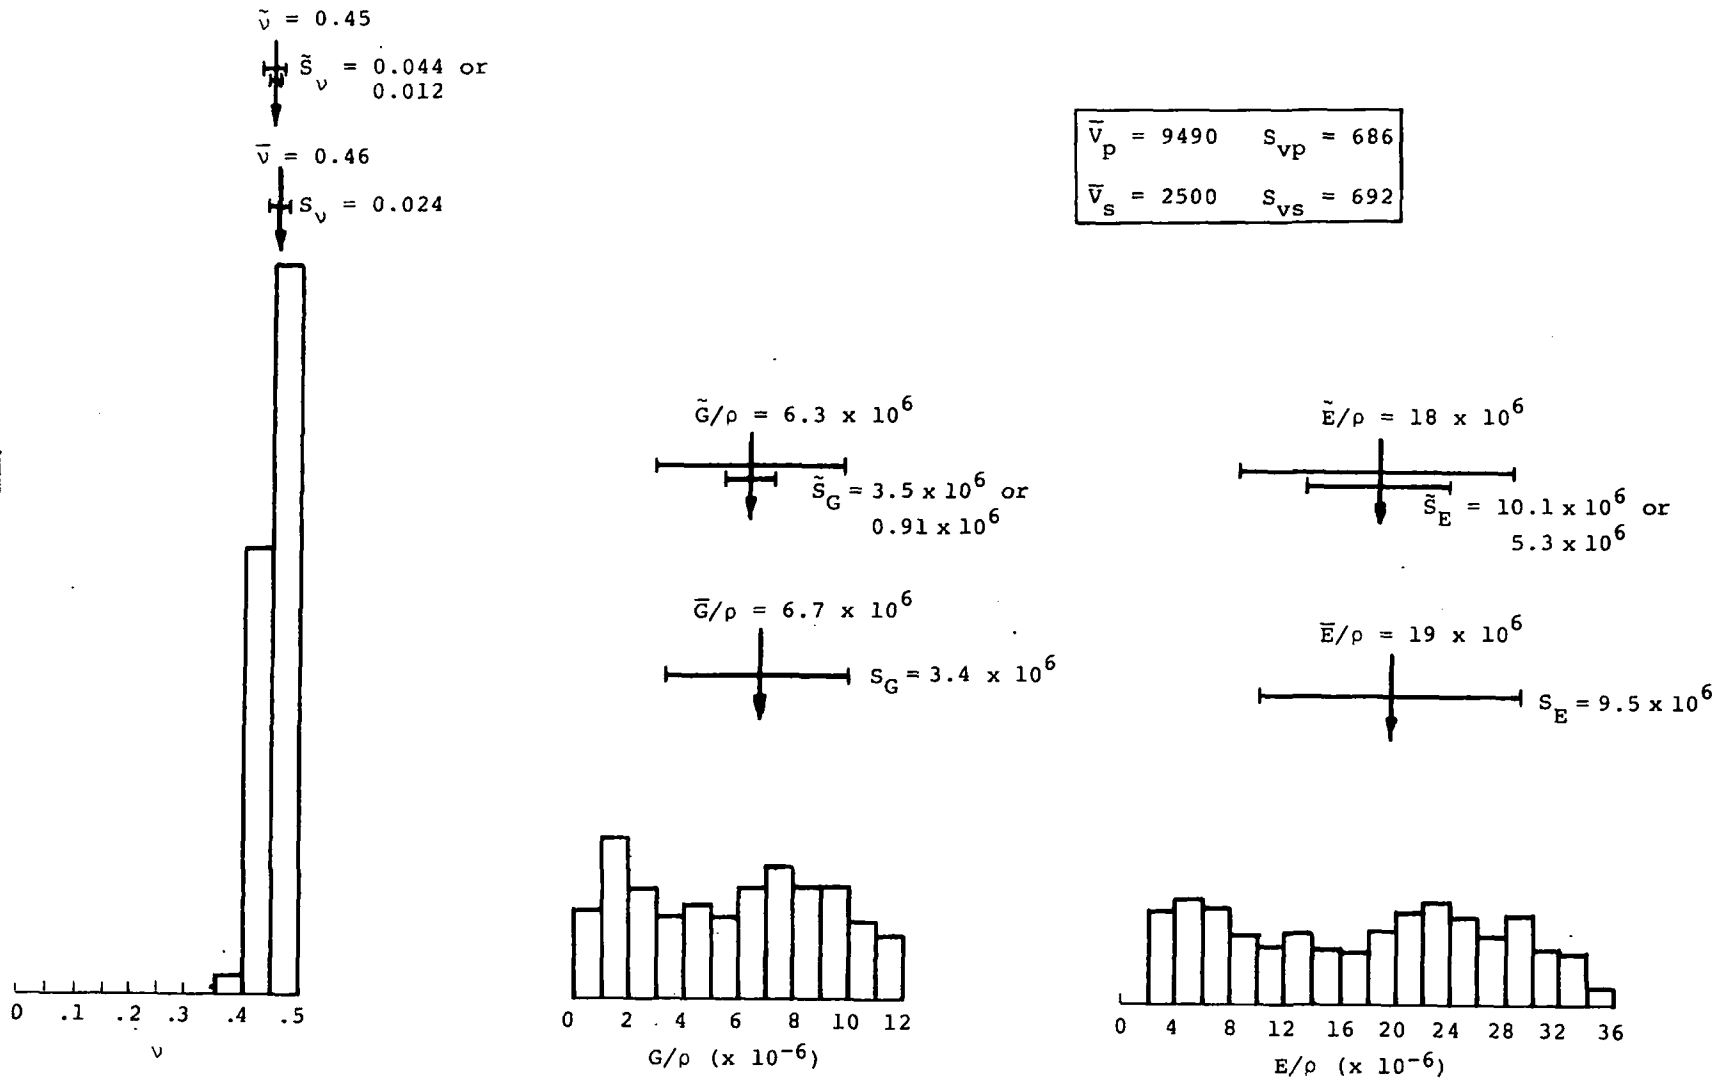 ν̃ = 0.45
S̃ν = 0.044 or
0.012
ν̄ = 0.46
Sν = 0.024
V̄p = 9490 Svp = 686
V̄s = 2500 Svs = 692
G̃/ρ = 6.3 x 10⁶
S̃G = 3.5 x 10⁶ or
0.91 x 10⁶
Ḡ/ρ = 6.7 x 10⁶
SG = 3.4 x 10⁶
Ẽ/ρ = 18 x 10⁶
S̃E = 10.1 x 10⁶ or
5.3 x 10⁶
Ē/ρ = 19 x 10⁶
SE = 9.5 x 10⁶
0 .1 .2 .3 .4 .5
ν
0 2 4 6 8 10 12
G/ρ (x 10⁻⁶)
0 4 8 12 16 20 24 28 32 36
E/ρ (x 10⁻⁶)